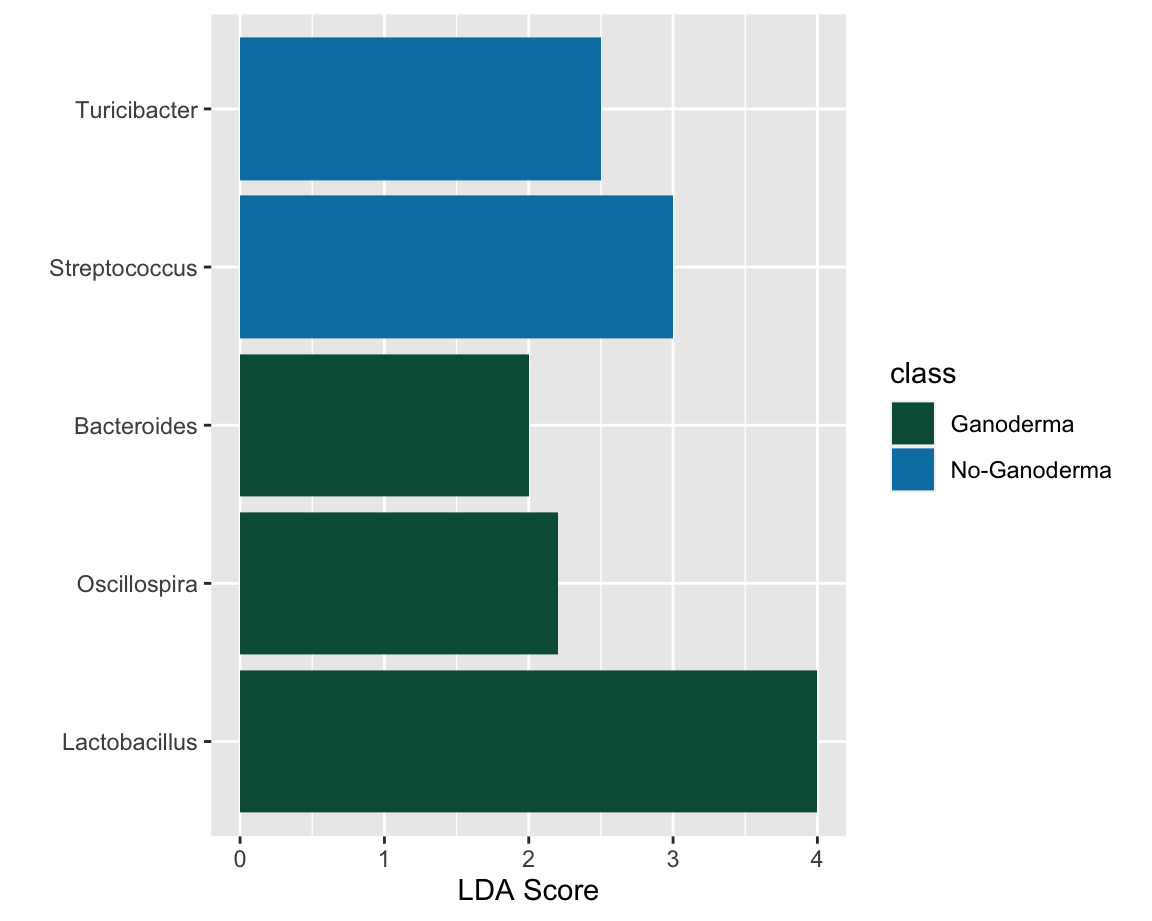 Turicibacter
Streptococcus
Bacteroides
Oscillospira
Lactobacillus
0 1 2 3 4
LDA Score
class
Ganoderma
No-Ganoderma